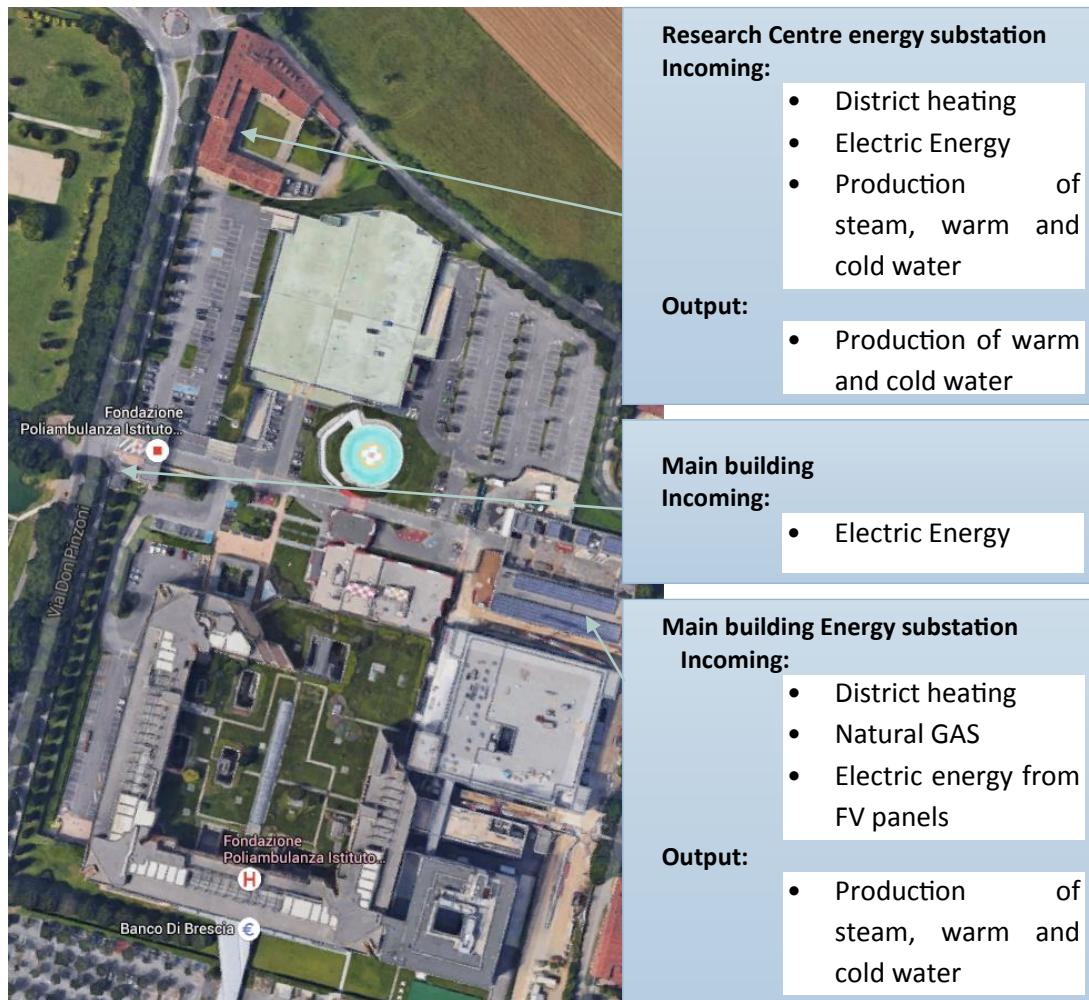 Research Centre energy substation
Incoming:
• District heating
• Electric Energy
• Production of
steam, warm and
cold water
Output:
• Production of warm
and cold water
Main building
Incoming:
• Electric Energy
Main building Energy substation
Incoming:
• District heating
• Natural GAS
• Electric energy from
FV panels
Output:
• Production of
steam, warm and
cold water
Fondazione
Poliambulanza Istituto...
Via Don Pinzoni
Fondazione
Poliambulanza Istituto...
H
Banco Di Brescia €